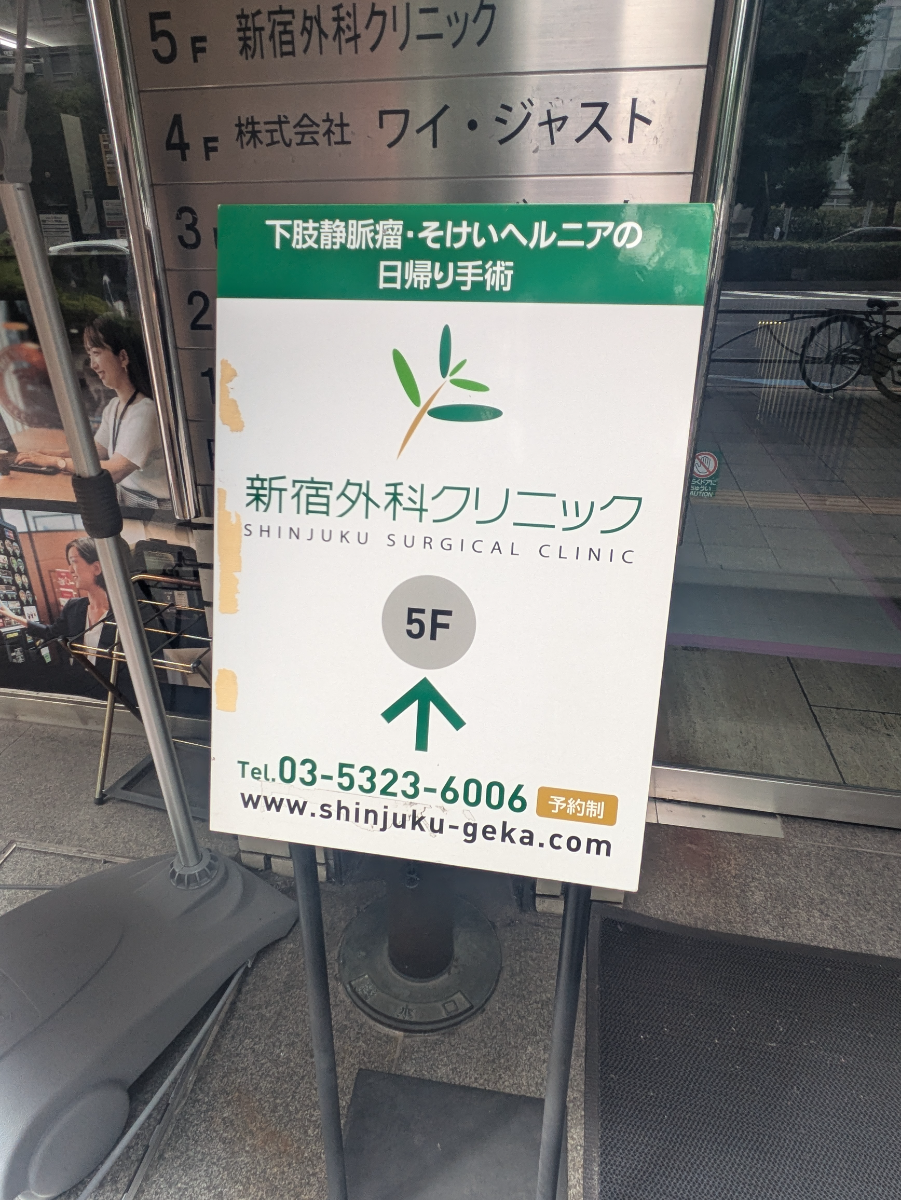 5F 新宿外科クリニック
4F 株式会社 ワイ・ジャスト
3
2
1
下肢静脈瘤・そけいヘルニアの
日帰り手術
新宿外科クリニック
SHINJUKU SURGICAL CLINIC
5F
Tel.03-5323-6006 予約制
www.shinjuku-geka.com